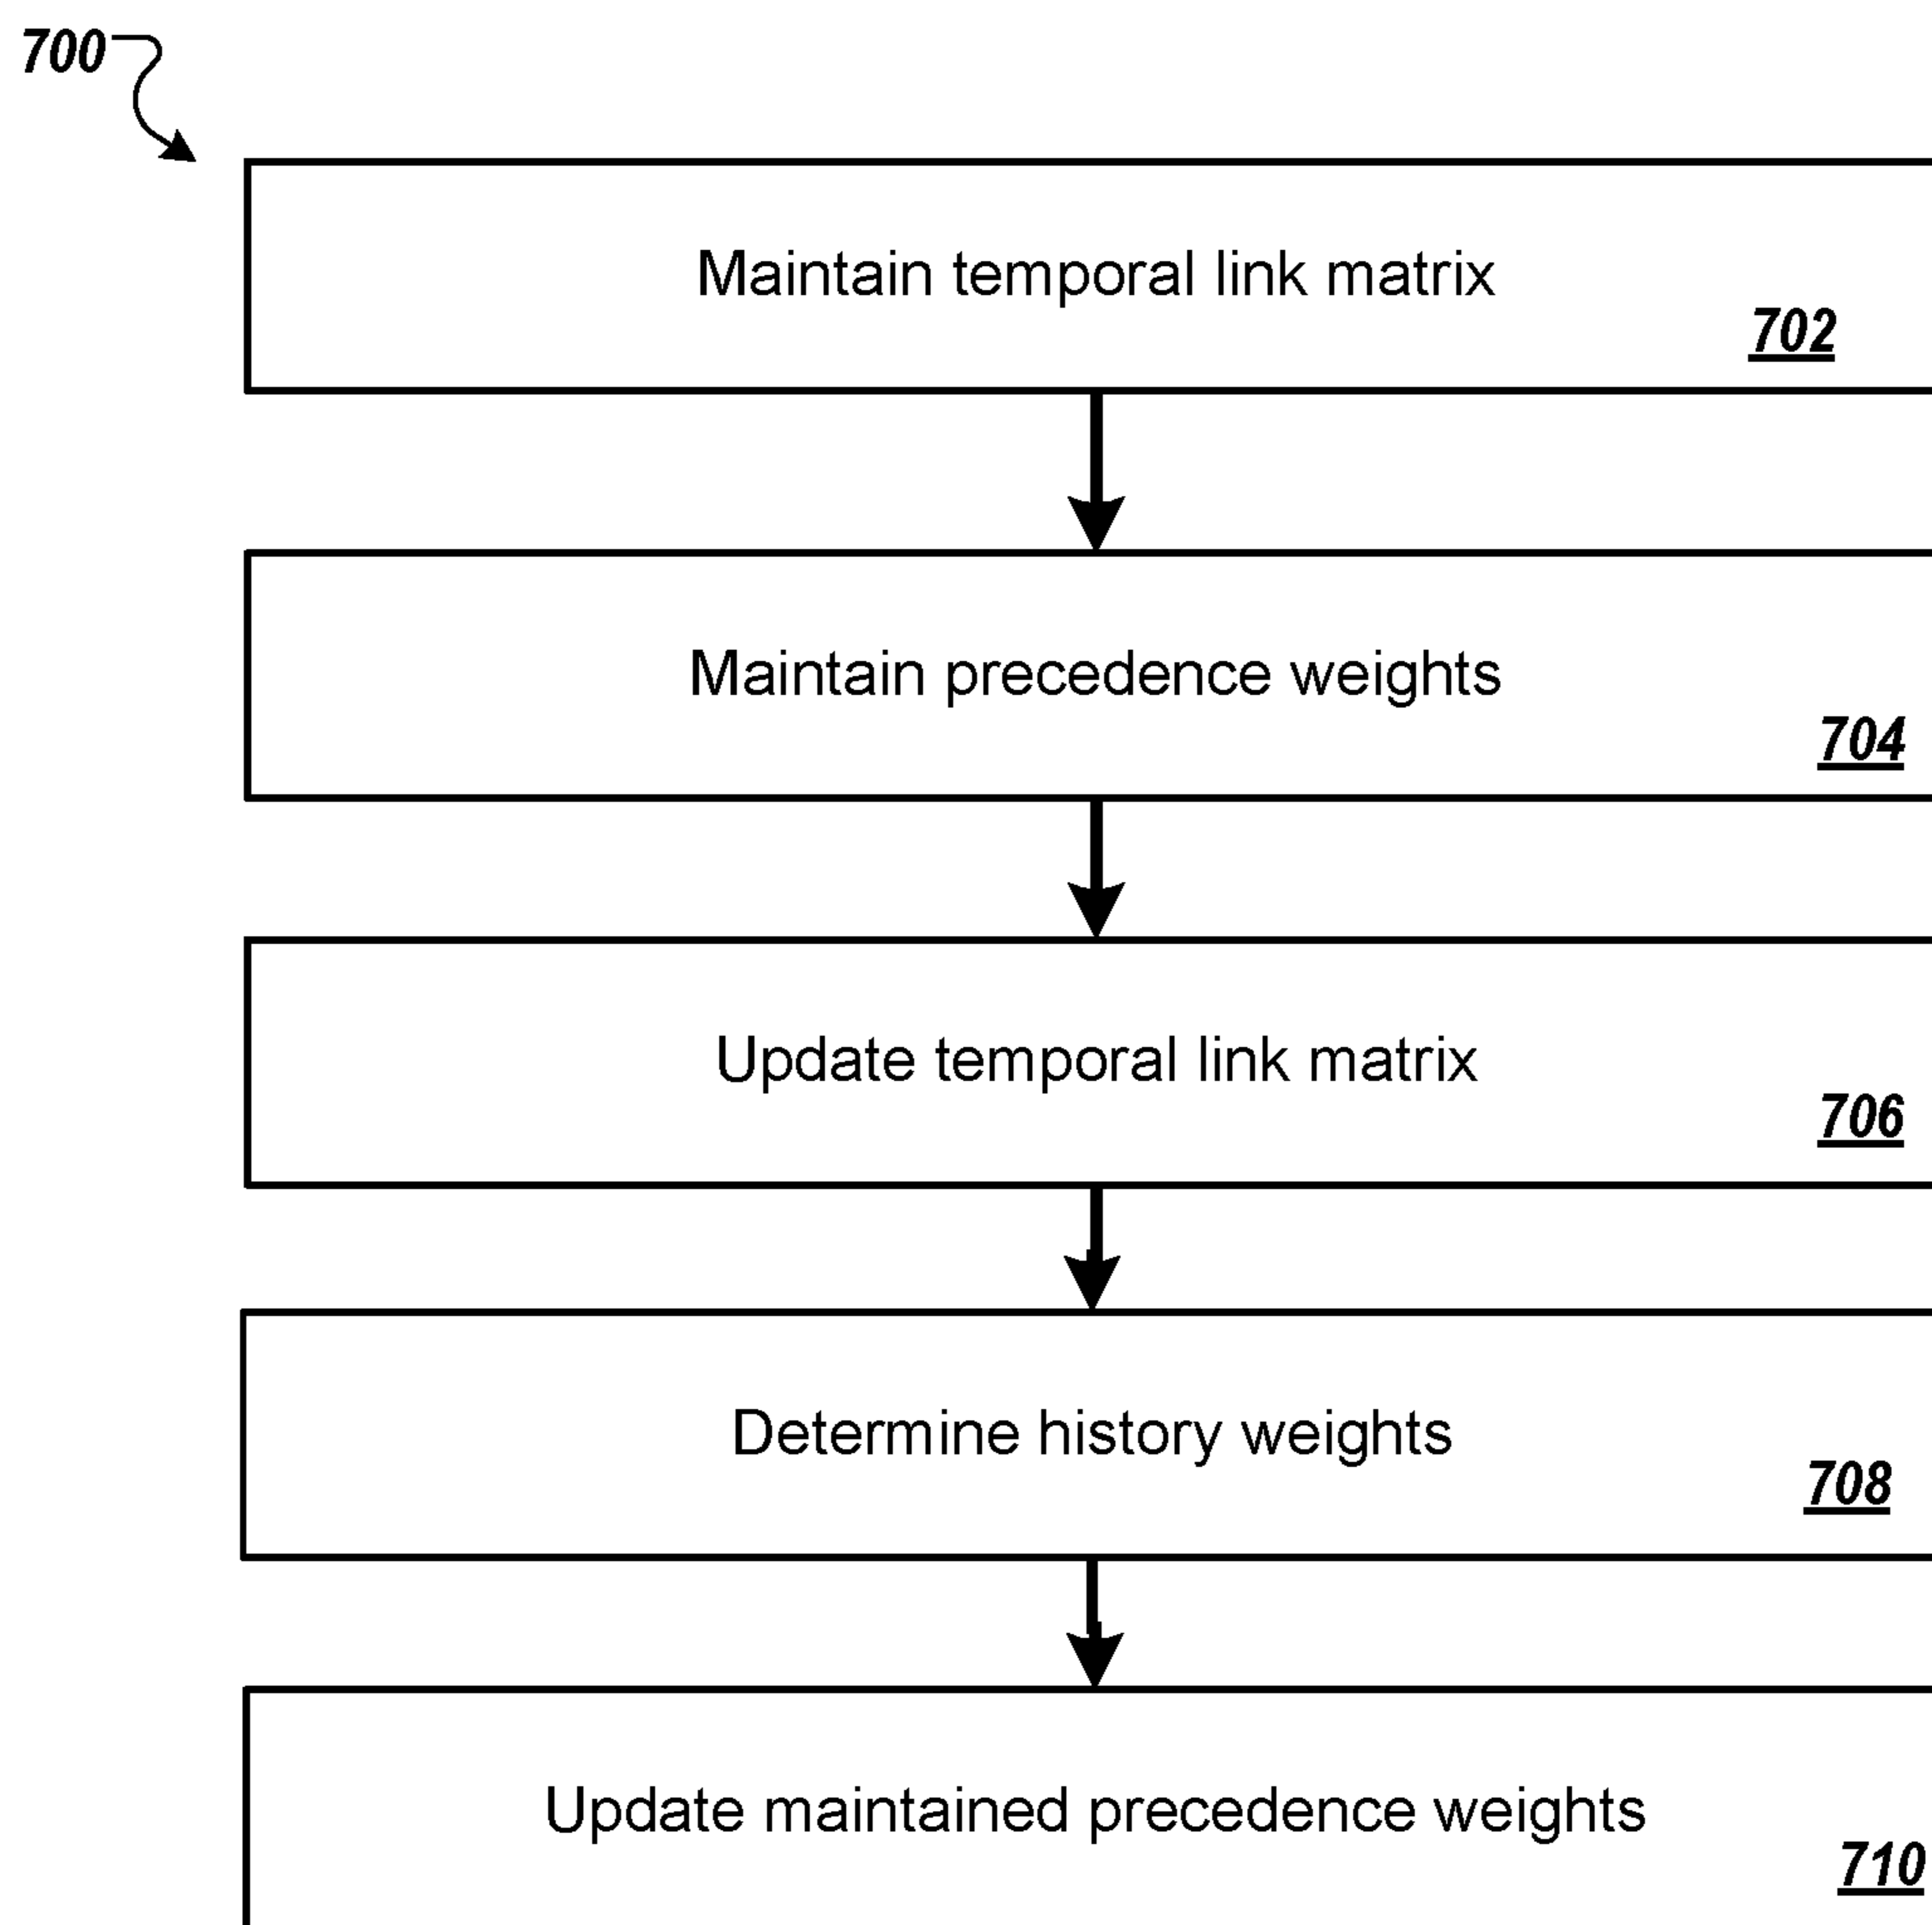 700
Maintain temporal link matrix
702
Maintain precedence weights
704
Update temporal link matrix
706
Determine history weights
708
Update maintained precedence weights
710